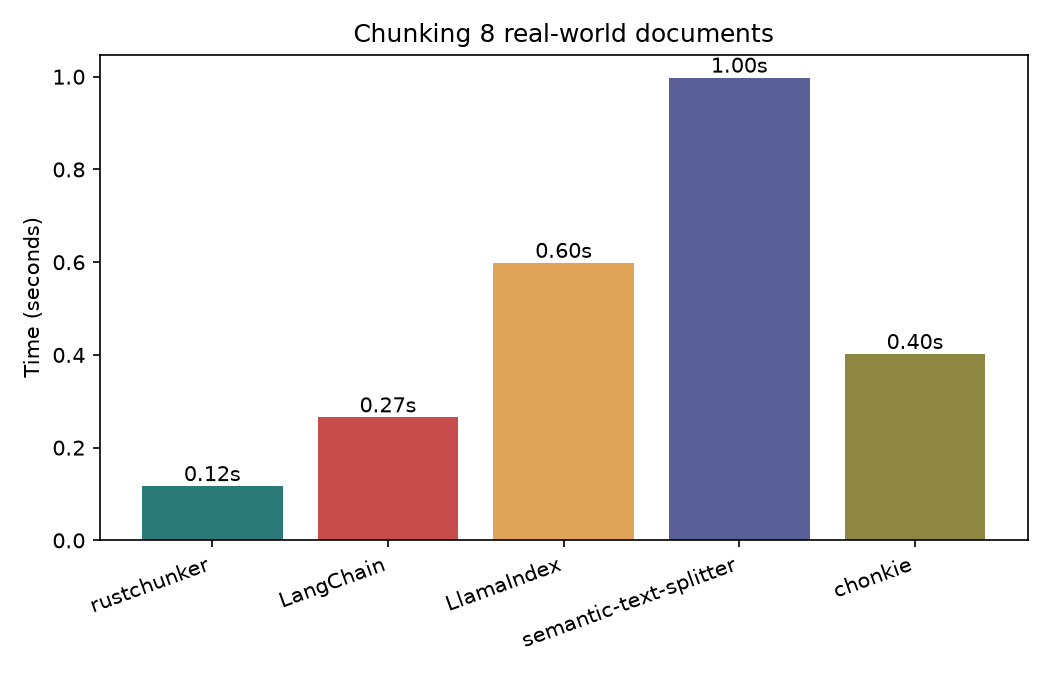 Chunking 8 real-world documents
Time (seconds)
1.0
0.8
0.6
0.4
0.2
0.0
0.12s
0.27s
0.60s
1.00s
0.40s
rustchunker
LangChain
LlamaIndex
semantic-text-splitter
chonkie